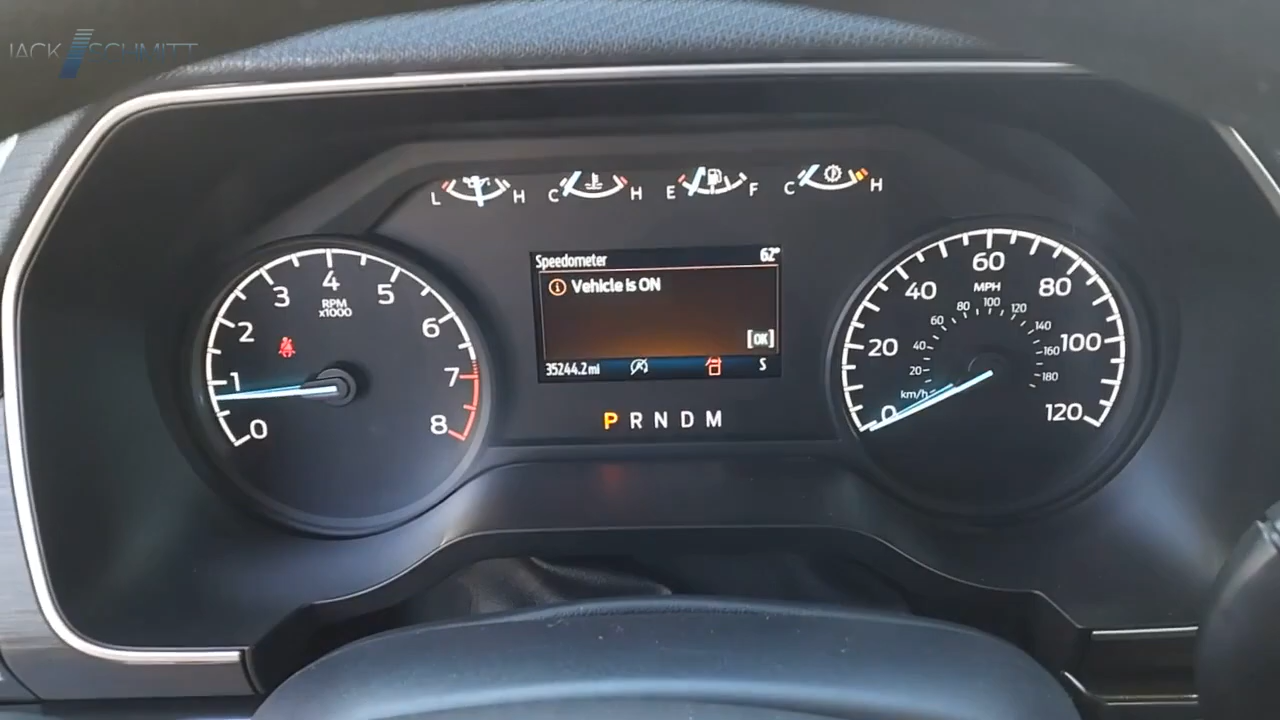 JACK SCHMITT
L H C H E F C H
Speedometer 62°
Vehicle is ON
[OK]
35244.2 mi S
P R N D M
0 1 2 3 4 5 6 7 8
RPM
x1000
0 20 40 60 80 100 120
MPH
20 40 60 80 100 120 140 160 180
km/h